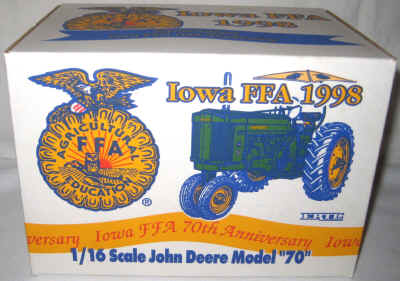 Iowa FFA
1998
Iowa FFA 1998
AGRICULTURAL
FFA
EDUCATION
®
ERTL
versary Iowa FFA 70th Anniversary Iowa
1/16 Scale John Deere Model "70"